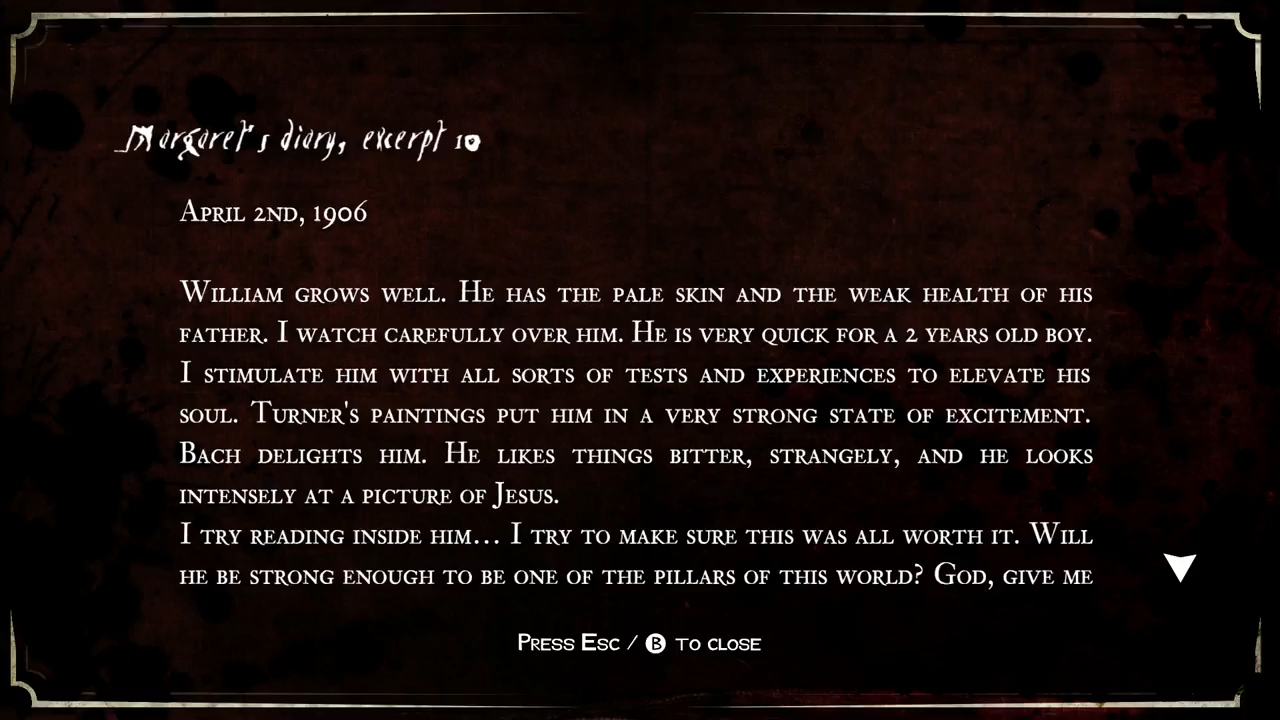 Margaret's diary, excerpt 10
April 2nd, 1906
William grows well. He has the pale skin and the weak health of his
father. I watch carefully over him. He is very quick for a 2 years old boy.
I stimulate him with all sorts of tests and experiences to elevate his
soul. Turner's paintings put him in a very strong state of excitement.
Bach delights him. He likes things bitter, strangely, and he looks
intensely at a picture of Jesus.
I try reading inside him... I try to make sure this was all worth it. Will
he be strong enough to be one of the pillars of this world? God, give me
Press Esc / B to close